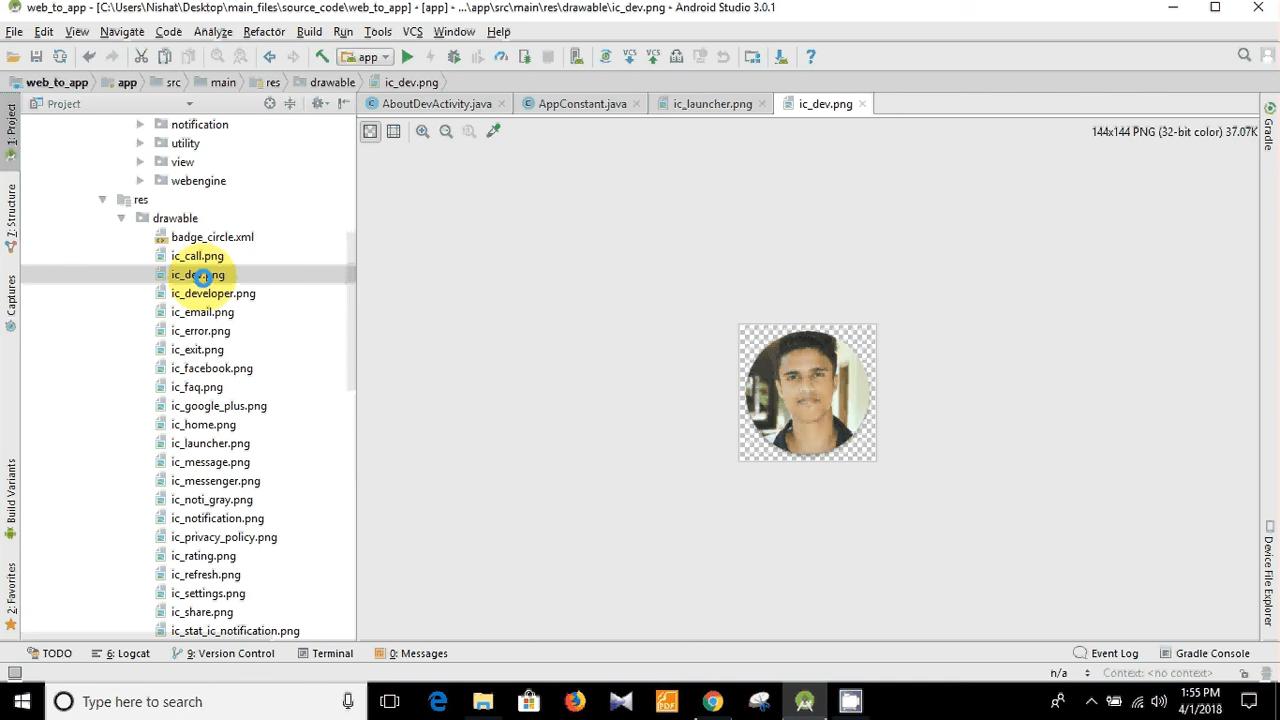 web_to_app - [C:\Users\Nishat\Desktop\main_files\source_code\web_to_app] - [app] - ...\app\src\main\res\drawable\ic_dev.png - Android Studio 3.0.1
File Edit View Navigate Code Analyze Refactor Build Run Tools VCS Window Help
app
web_to_app app src main res drawable ic_dev.png
Project
AboutDevActivity.java AppConstant.java ic_launcher.png ic_dev.png
144x144 PNG (32-bit color) 37.07K
1: Project
7: Structure
Captures
Build Variants
2: Favorites
notification
utility
view
webengine
res
drawable
badge_circle.xml
ic_call.png
ic_dev.png
ic_developer.png
ic_email.png
ic_error.png
ic_exit.png
ic_facebook.png
ic_faq.png
ic_google_plus.png
ic_home.png
ic_launcher.png
ic_message.png
ic_messenger.png
ic_noti_gray.png
ic_notification.png
ic_privacy_policy.png
ic_rating.png
ic_refresh.png
ic_settings.png
ic_share.png
ic_stat_ic_notification.png
Gradle
Device File Explorer
TODO 6: Logcat 9: Version Control Terminal 0: Messages Event Log Gradle Console
n/a Context: <no context>
Type here to search
PDF
1:55 PM
4/1/2018